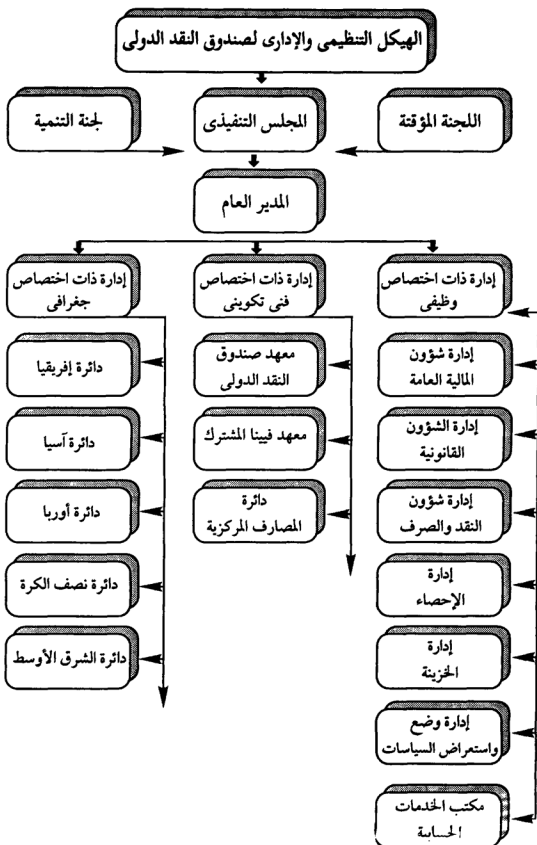 الهيكل التنظيمى والإدارى لصندوق النقد الدولى
اللجنة المؤقتة
المجلس التنفيذى
لجنة التنمية
المدير العام
إدارة ذات اختصاص
وظيفى
إدارة شؤون
المالية العامة
إدارة الشؤون
القانونية
إدارة شؤون
النقد والصرف
إدارة
الإحصاء
إدارة
الخزينة
إدارة وضع
واستعراض السياسات
مكتب الخدمات
الحسابية
إدارة ذات اختصاص
فنى تكوينى
معهد صندوق
النقد الدولى
معهد فيينا المشترك
دائرة
المصارف المركزية
إدارة ذات اختصاص
جغرافى
دائرة إفريقيا
دائرة آسيا
دائرة أوربا
دائرة نصف الكرة
دائرة الشرق الأوسط